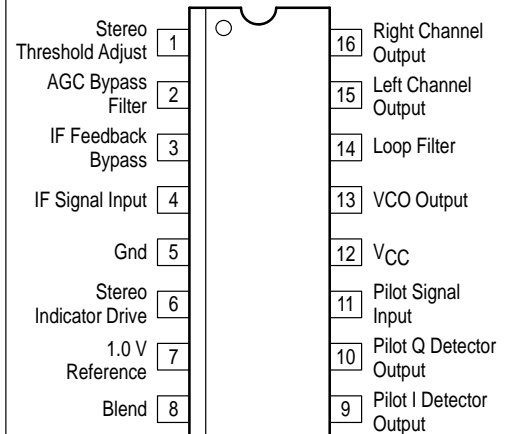 Stereo
Threshold Adjust
1
AGC Bypass
Filter
2
IF Feedback
Bypass
3
IF Signal Input
4
Gnd
5
Stereo
Indicator Drive
6
1.0 V
Reference
7
Blend
8
16
Right Channel
Output
15
Left Channel
Output
14
Loop Filter
13
VCO Output
12
VCC
11
Pilot Signal
Input
10
Pilot Q Detector
Output
9
Pilot I Detector
Output